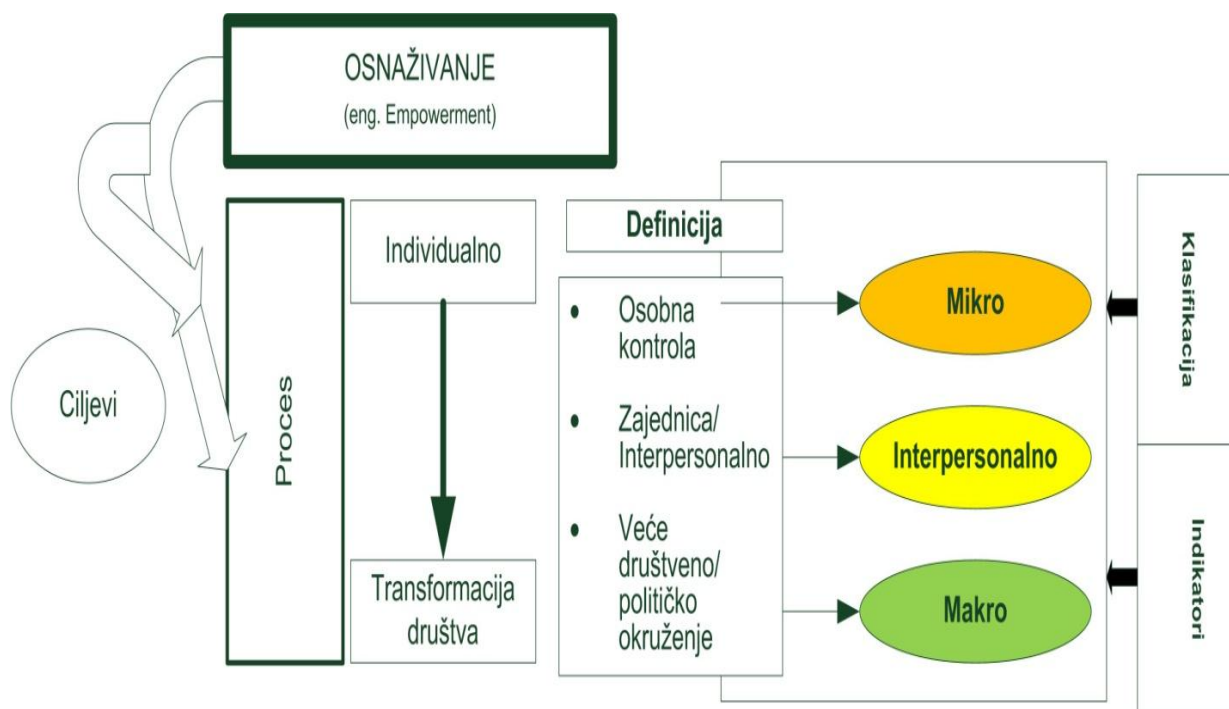 OSNAŽIVANJE
(eng. Empowerment)
Ciljevi
Proces
Individualno
Transformacija
društva
Definicija
• Osobna
kontrola
• Zajednica/
Interpersonalno
• Veće
društveno/
političko
okruženje
Mikro
Interpersonalno
Makro
Klasifikacija
Indikatori